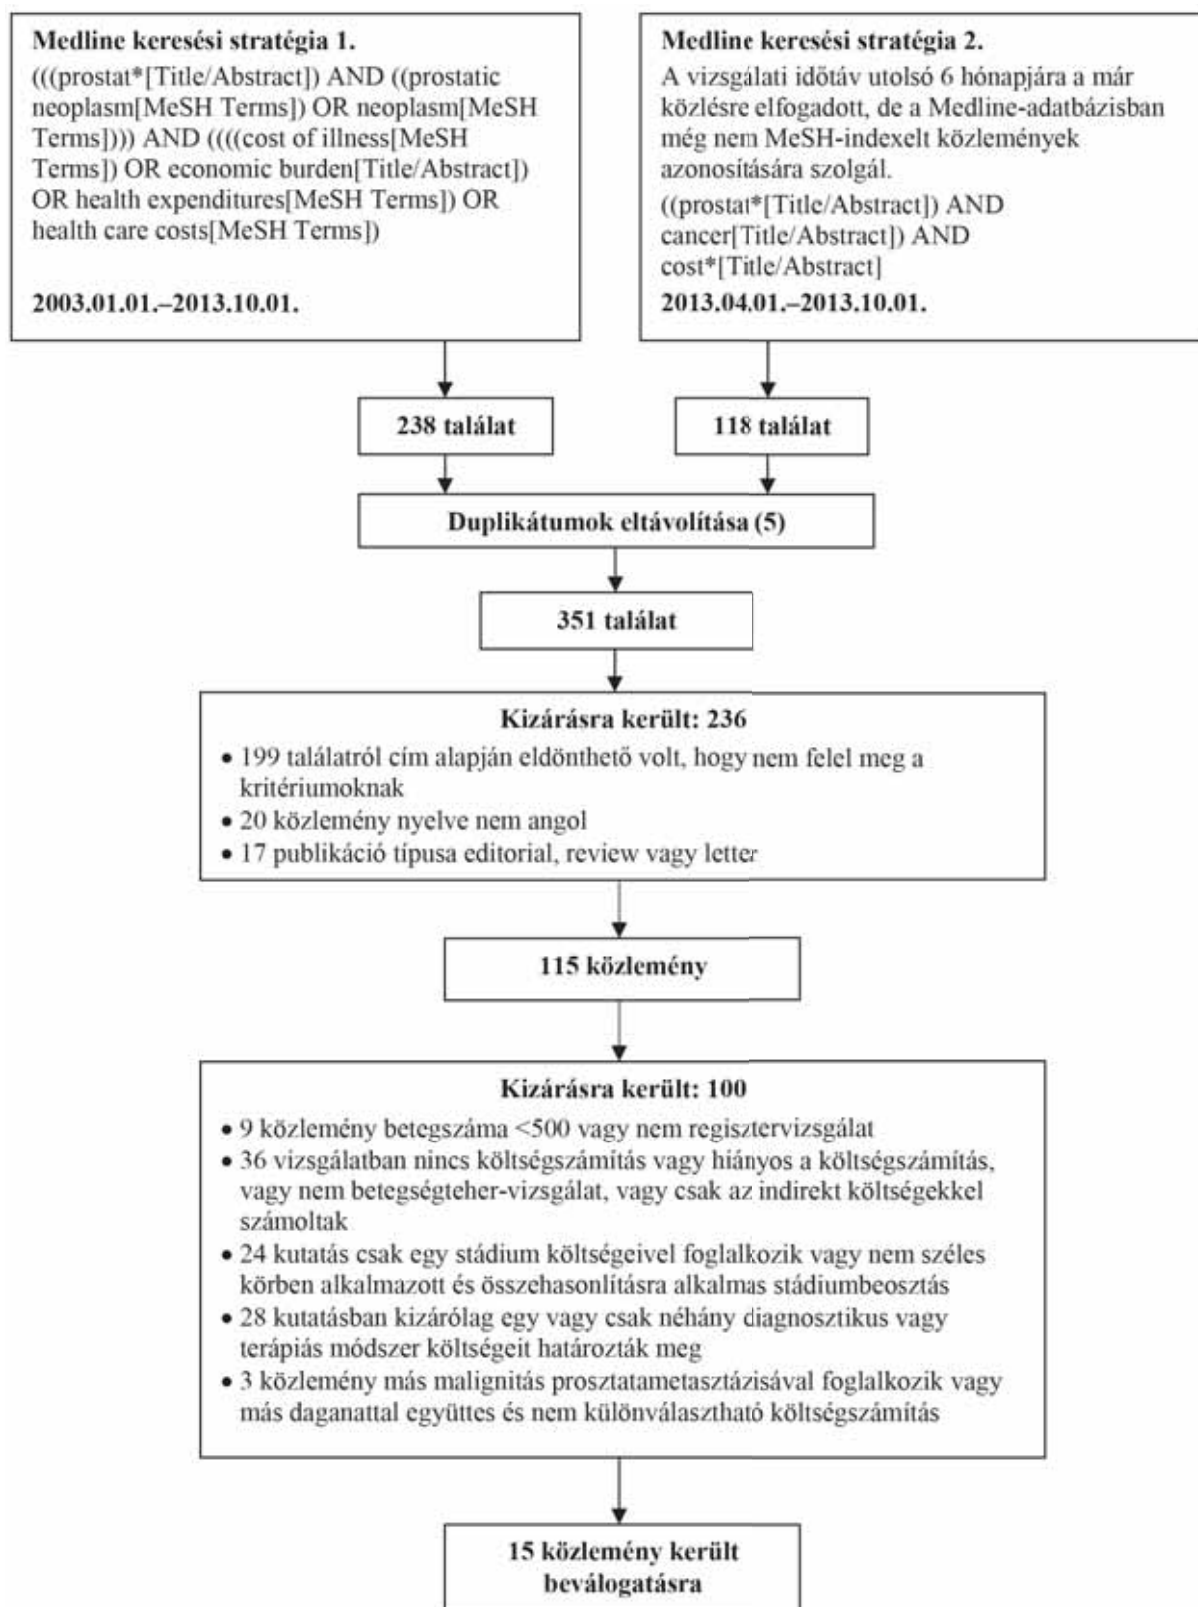 Medline keresési stratégia 1.
(((prostat*[Title/Abstract]) AND ((prostatic
neoplasm[MeSH Terms]) OR neoplasm[MeSH
Terms]))) AND ((((cost of illness[MeSH
Terms]) OR economic burden[Title/Abstract])
OR health expenditures[MeSH Terms]) OR
health care costs[MeSH Terms])
2003.01.01.–2013.10.01.
Medline keresési stratégia 2.
A vizsgálati időtáv utolsó 6 hónapjára a már
közlésre elfogadott, de a Medline-adatbázisban
még nem MeSH-indexelt közlemények
azonosítására szolgál.
((prostat*[Title/Abstract]) AND
cancer[Title/Abstract]) AND
cost*[Title/Abstract]
2013.04.01.–2013.10.01.
238 találat
118 találat
Duplikátumok eltávolítása (5)
351 találat
Kizárásra került: 236
• 199 találatról cím alapján eldönthető volt, hogy nem felel meg a
kritériumoknak
• 20 közlemény nyelve nem angol
• 17 publikáció típusa editorial, review vagy letter
115 közlemény
Kizárásra került: 100
• 9 közlemény betegszáma <500 vagy nem regisztervizsgálat
• 36 vizsgálatban nincs költségszámítás vagy hiányos a költségszámítás,
vagy nem betegségteher-vizsgálat, vagy csak az indirekt költségekkel
számoltak
• 24 kutatás csak egy stádium költségeivel foglalkozik vagy nem széles
körben alkalmazott és összehasonlításra alkalmas stádiumbeosztás
• 28 kutatásban kizárólag egy vagy csak néhány diagnosztikus vagy
terápiás módszer költségeit határozták meg
• 3 közlemény más malignitás prosztatametasztázisával foglalkozik vagy
más daganattal együttes és nem különválasztható költségszámítás
15 közlemény került
beválogatásra